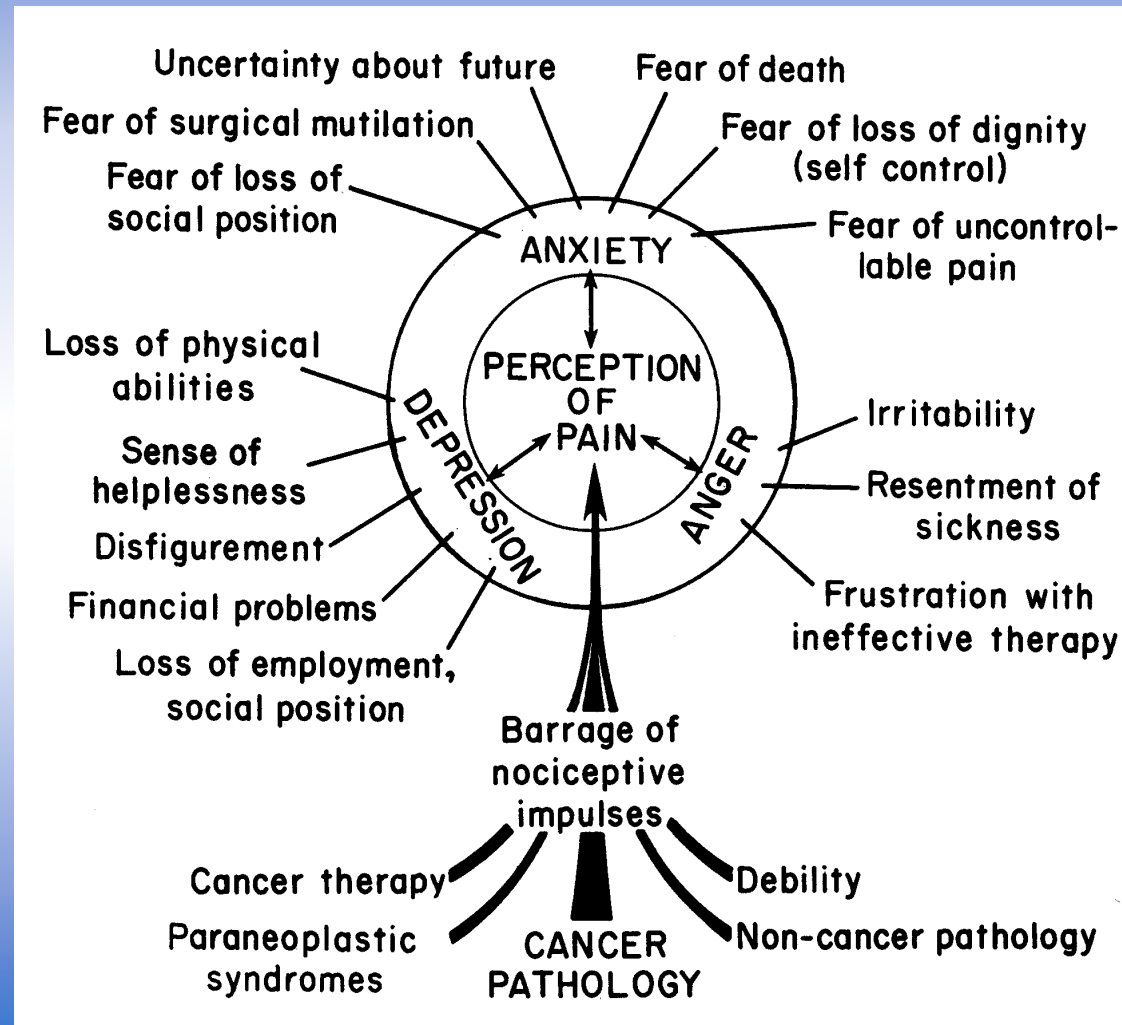 Uncertainty about future
Fear of death
Fear of surgical mutilation
Fear of loss of dignity
(self control)
Fear of loss of
social position
Fear of uncontrol-
lable pain
ANXIETY
PERCEPTION
OF
PAIN
DEPRESSION
ANGER
Loss of physical
abilities
Sense of
helplessness
Disfigurement
Financial problems
Loss of employment,
social position
Irritability
Resentment of
sickness
Frustration with
ineffective therapy
Barrage of
nociceptive
impulses
Cancer therapy
Paraneoplastic
syndromes
CANCER
PATHOLOGY
Debility
Non-cancer pathology